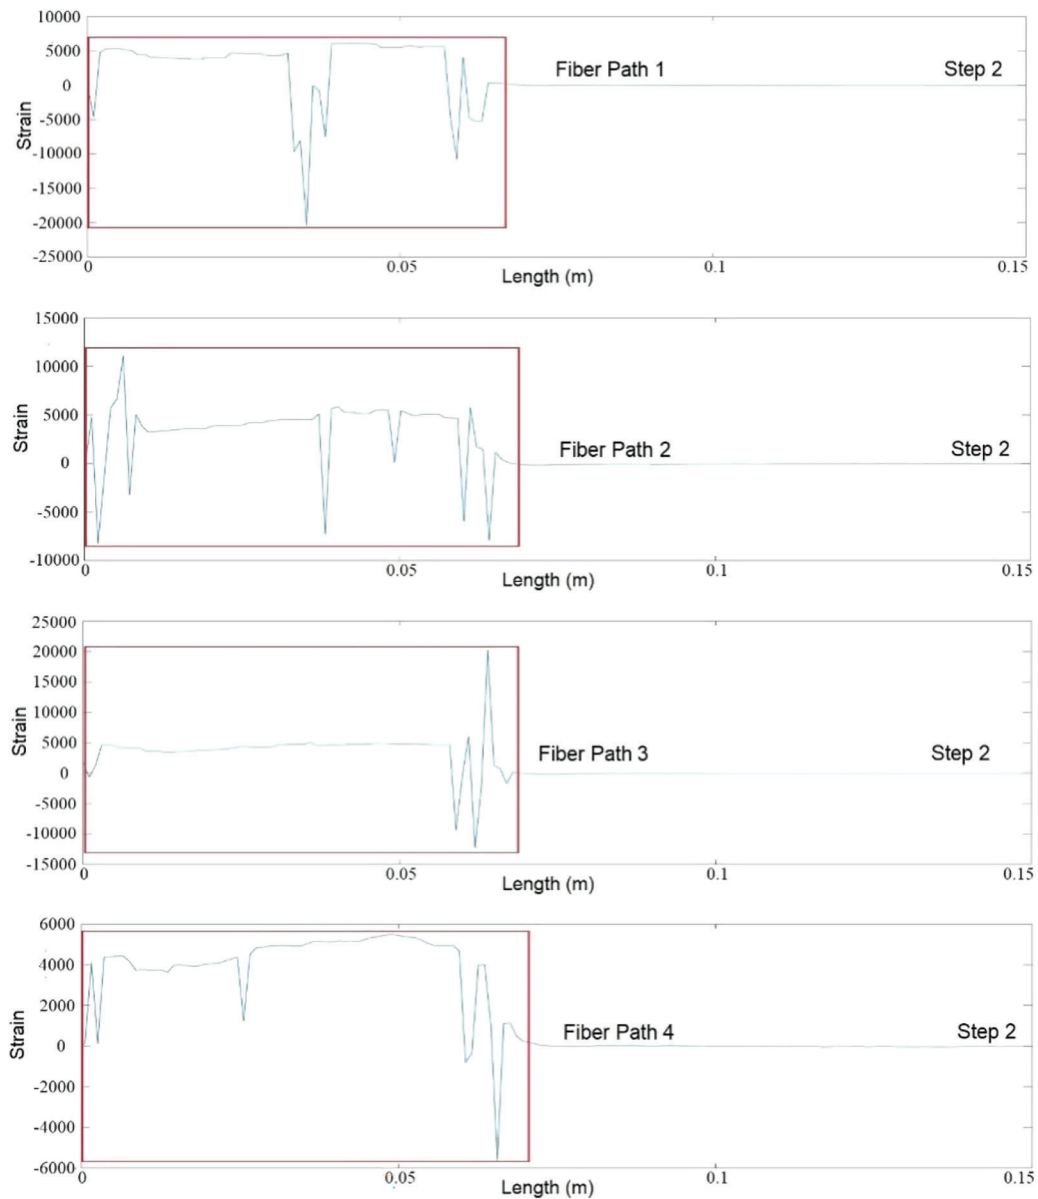 10000
5000
0
-5000
-10000
-15000
-20000
-25000
Strain
Fiber Path 1
Step 2
0 0.05 0.1 0.15
Length (m)
15000
10000
5000
0
-5000
-10000
Strain
Fiber Path 2
Step 2
0 0.05 0.1 0.15
Length (m)
25000
20000
15000
10000
5000
0
-5000
-10000
-15000
Strain
Fiber Path 3
Step 2
0 0.05 0.1 0.15
Length (m)
6000
4000
2000
0
-2000
-4000
-6000
Strain
Fiber Path 4
Step 2
0 0.05 0.1 0.15
Length (m)